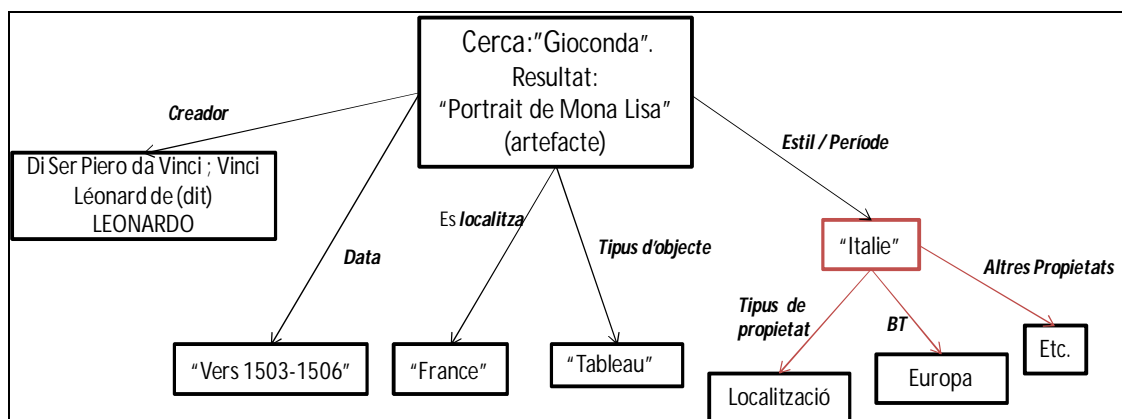 Cerca:"Gioconda".
Resultat:
"Portrait de Mona Lisa"
(artefacte)
Creador
Estil / Període
Di Ser Piero da Vinci ; Vinci
Léonard de (dit)
LEONARDO
Es localitza
Data
Tipus d'objecte
"Italie"
Altres Propietats
Tipus de
propietat
BT
"Vers 1503-1506"
"France"
"Tableau"
Localització
Europa
Etc.